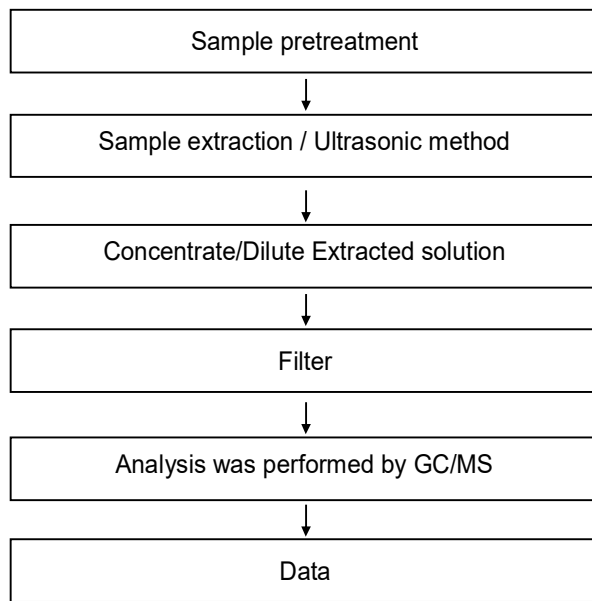 Sample pretreatment
Sample extraction / Ultrasonic method
Concentrate/Dilute Extracted solution
Filter
Analysis was performed by GC/MS
Data